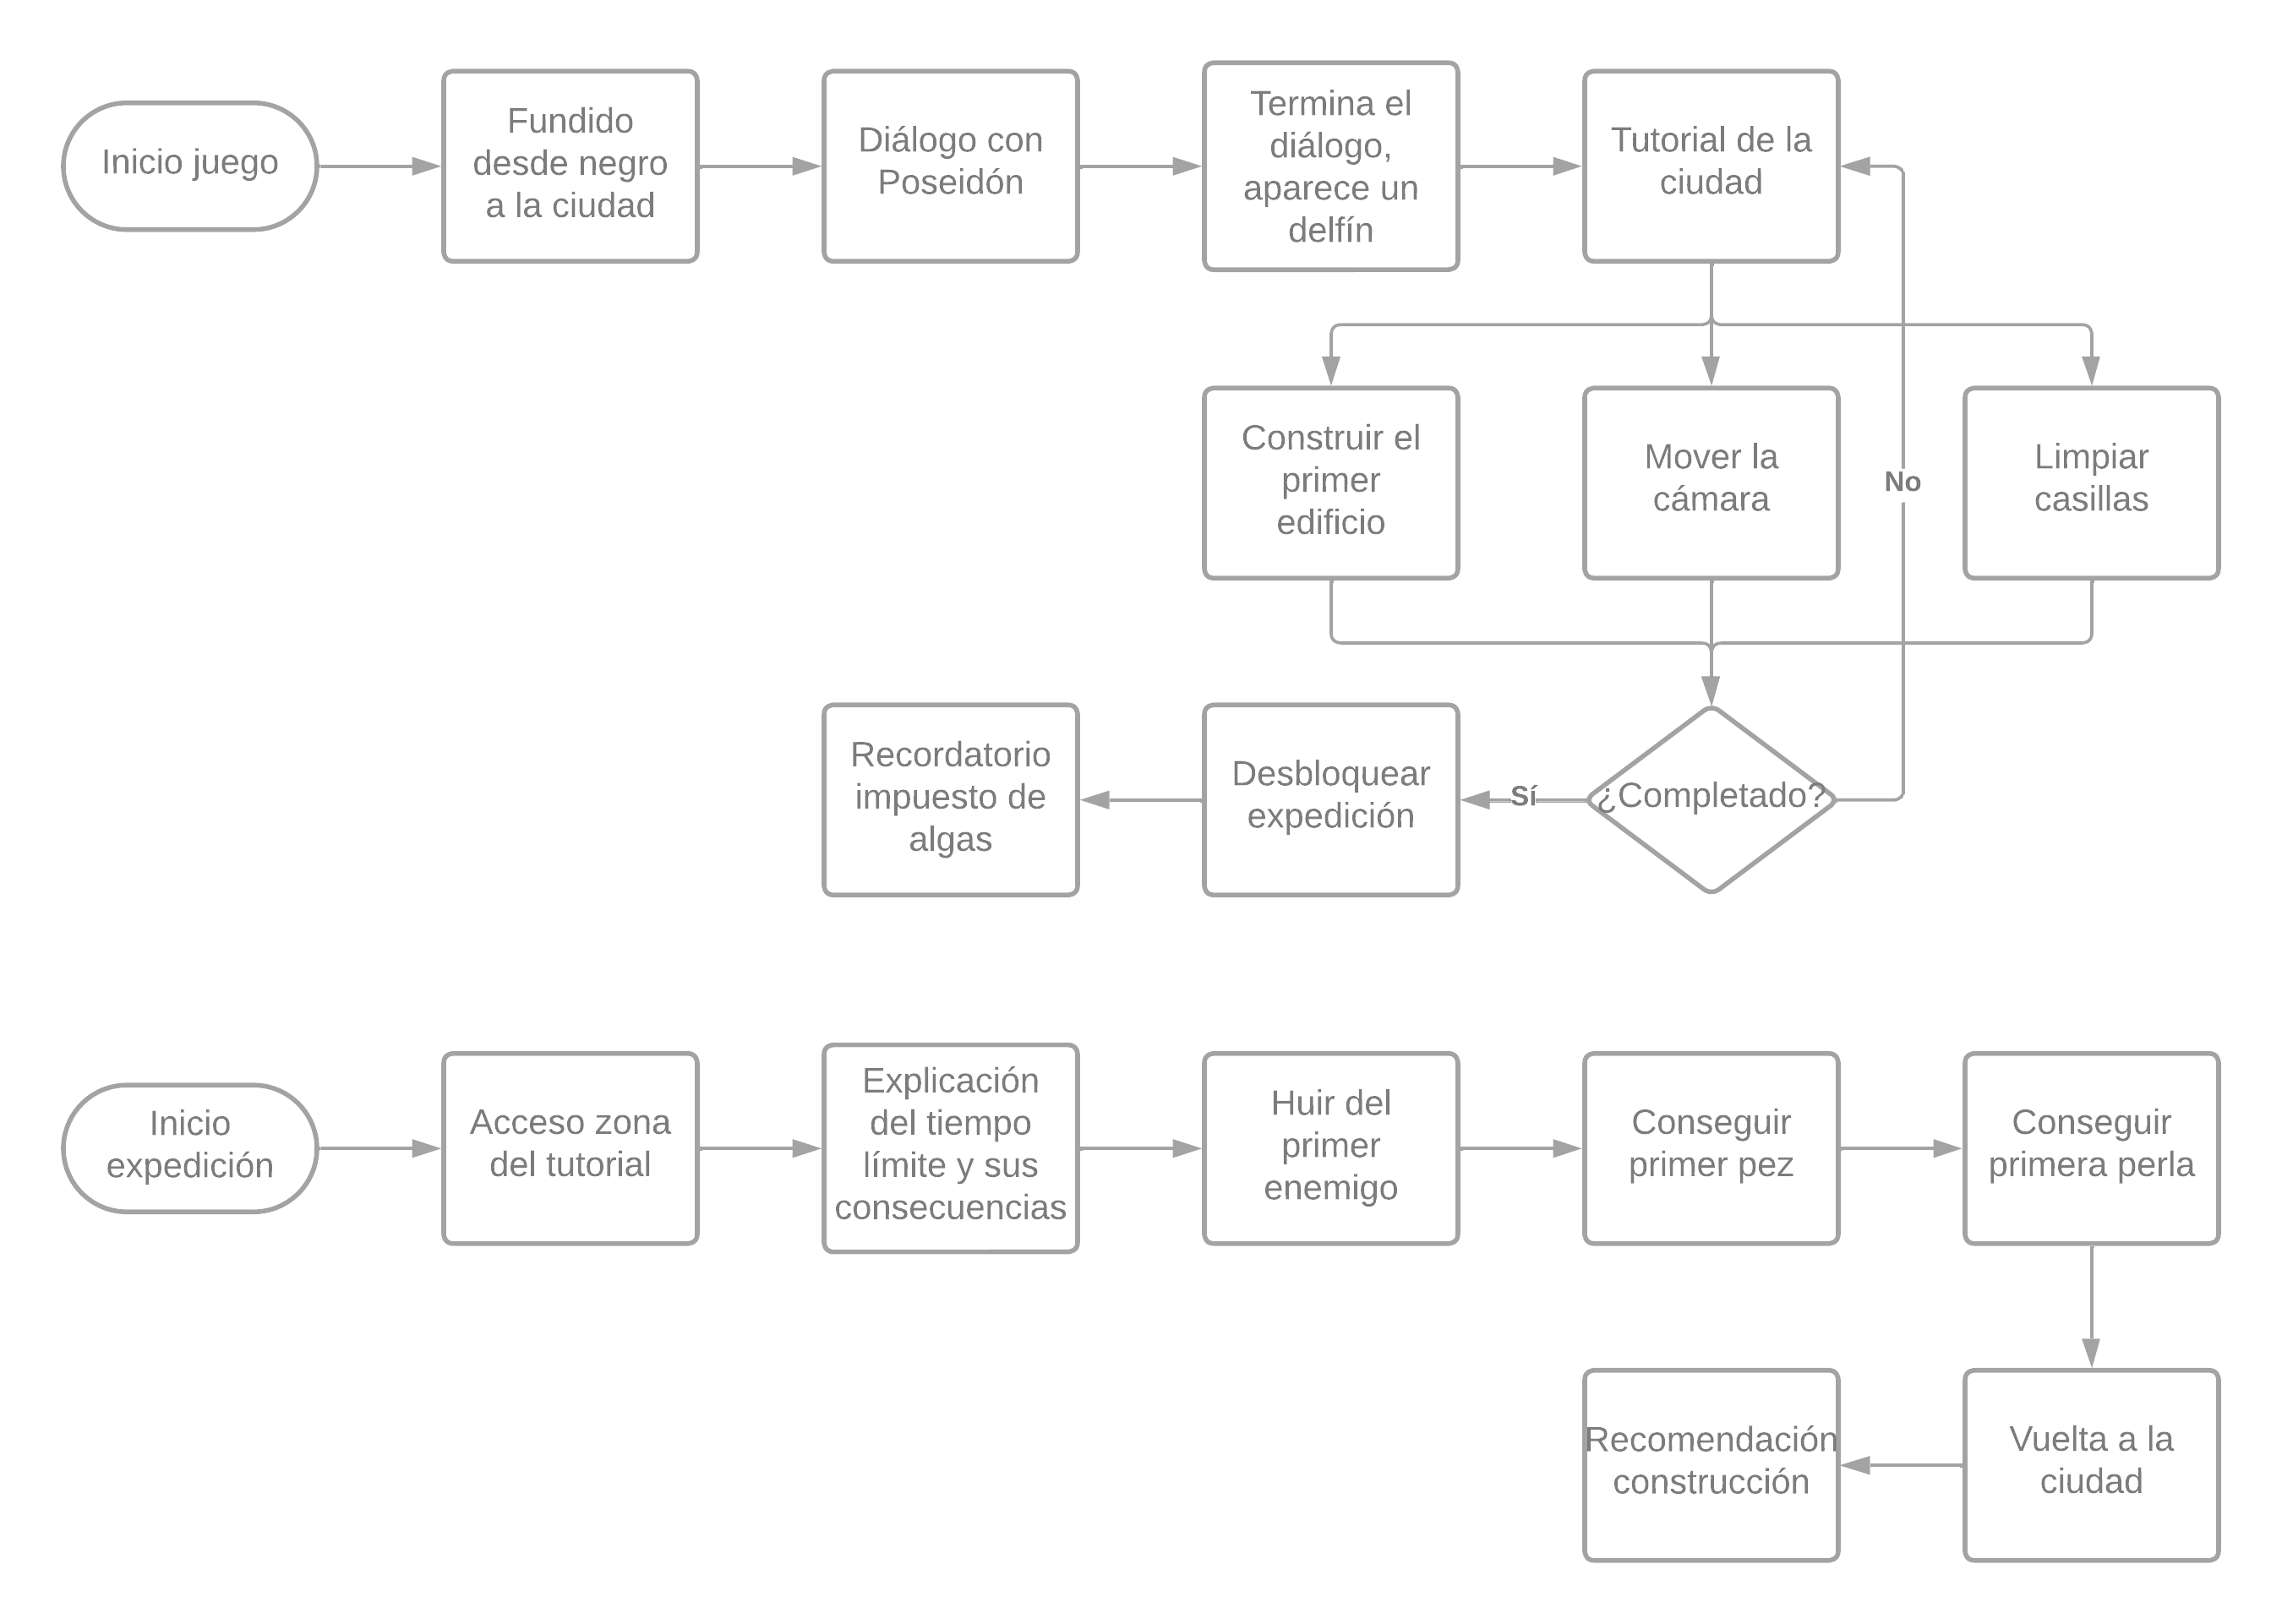 Inicio juego
Fundido
desde negro
a la ciudad
Diálogo con
Poseidón
Termina el
diálogo,
aparece un
delfín
Tutorial de la
ciudad
Construir el
primer
edificio
Mover la
cámara
No
Limpiar
casillas
Recordatorio
impuesto de
algas
Desbloquear
expedición
Sí
¿Completado?
Inicio
expedición
Acceso zona
del tutorial
Explicación
del tiempo
límite y sus
consecuencias
Huir del
primer
enemigo
Conseguir
primer pez
Conseguir
primera perla
Recomendación
construcción
Vuelta a la
ciudad